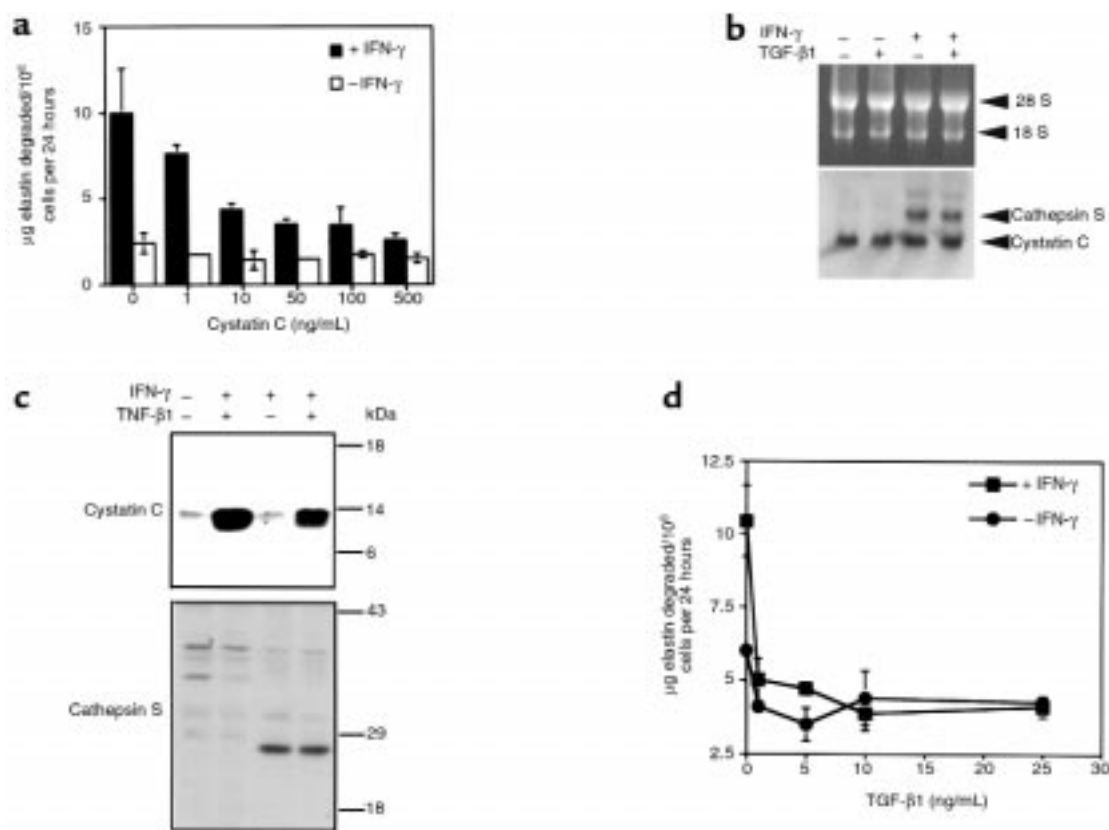 a
15
10
5
0
µg elastin degraded/10⁶
cells per 24 hours
+ IFN-γ
–IFN-γ
0 1 10 50 100 500
Cystatin C (ng/mL)
b
IFN-γ – – + +
TGF-β1 – + – +
28 S
18 S
Cathepsin S
Cystatin C
c
IFN-γ – + + +
TNF-β1 – + – + kDa
18
Cystatin C
14
6
43
Cathepsin S
29
18
d
12.5
10
7.5
5
2.5
µg elastin degraded/10⁶
cells per 24 hours
+ IFN-γ
–IFN-γ
0 5 10 15 20 25 30
TGF-β1 (ng/mL)